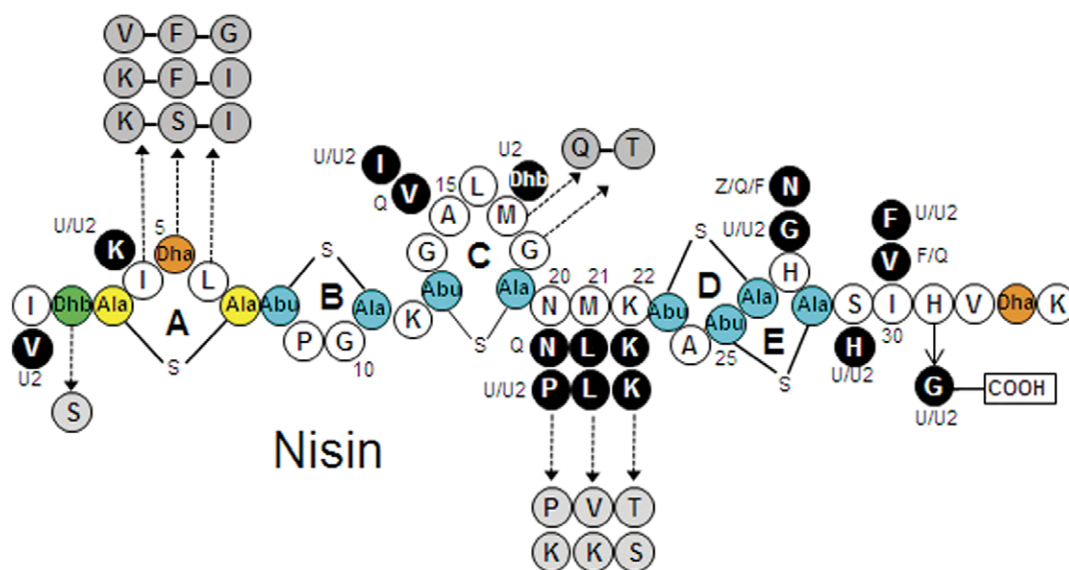 V F G
K F I
K S I
U/U2 I
Q V
15 L
U2 Dhb
Q T
Z/Q/F N
U/U2 G
F U/U2
V F/Q
U/U2 K
5
I Dha L
A M
G C G
S S
H
I Dhb Ala A Ala Abu B Ala K Abu Ala
20 21 22
N M K Abu D Ala Ala S I H V Dha K
P G
10
S S
A Abu E
25
S
30
V
U2
Q N L K
U/U2 P L K
H
U/U2
G COOH
U/U2
S
Nisin
P V T
K K S